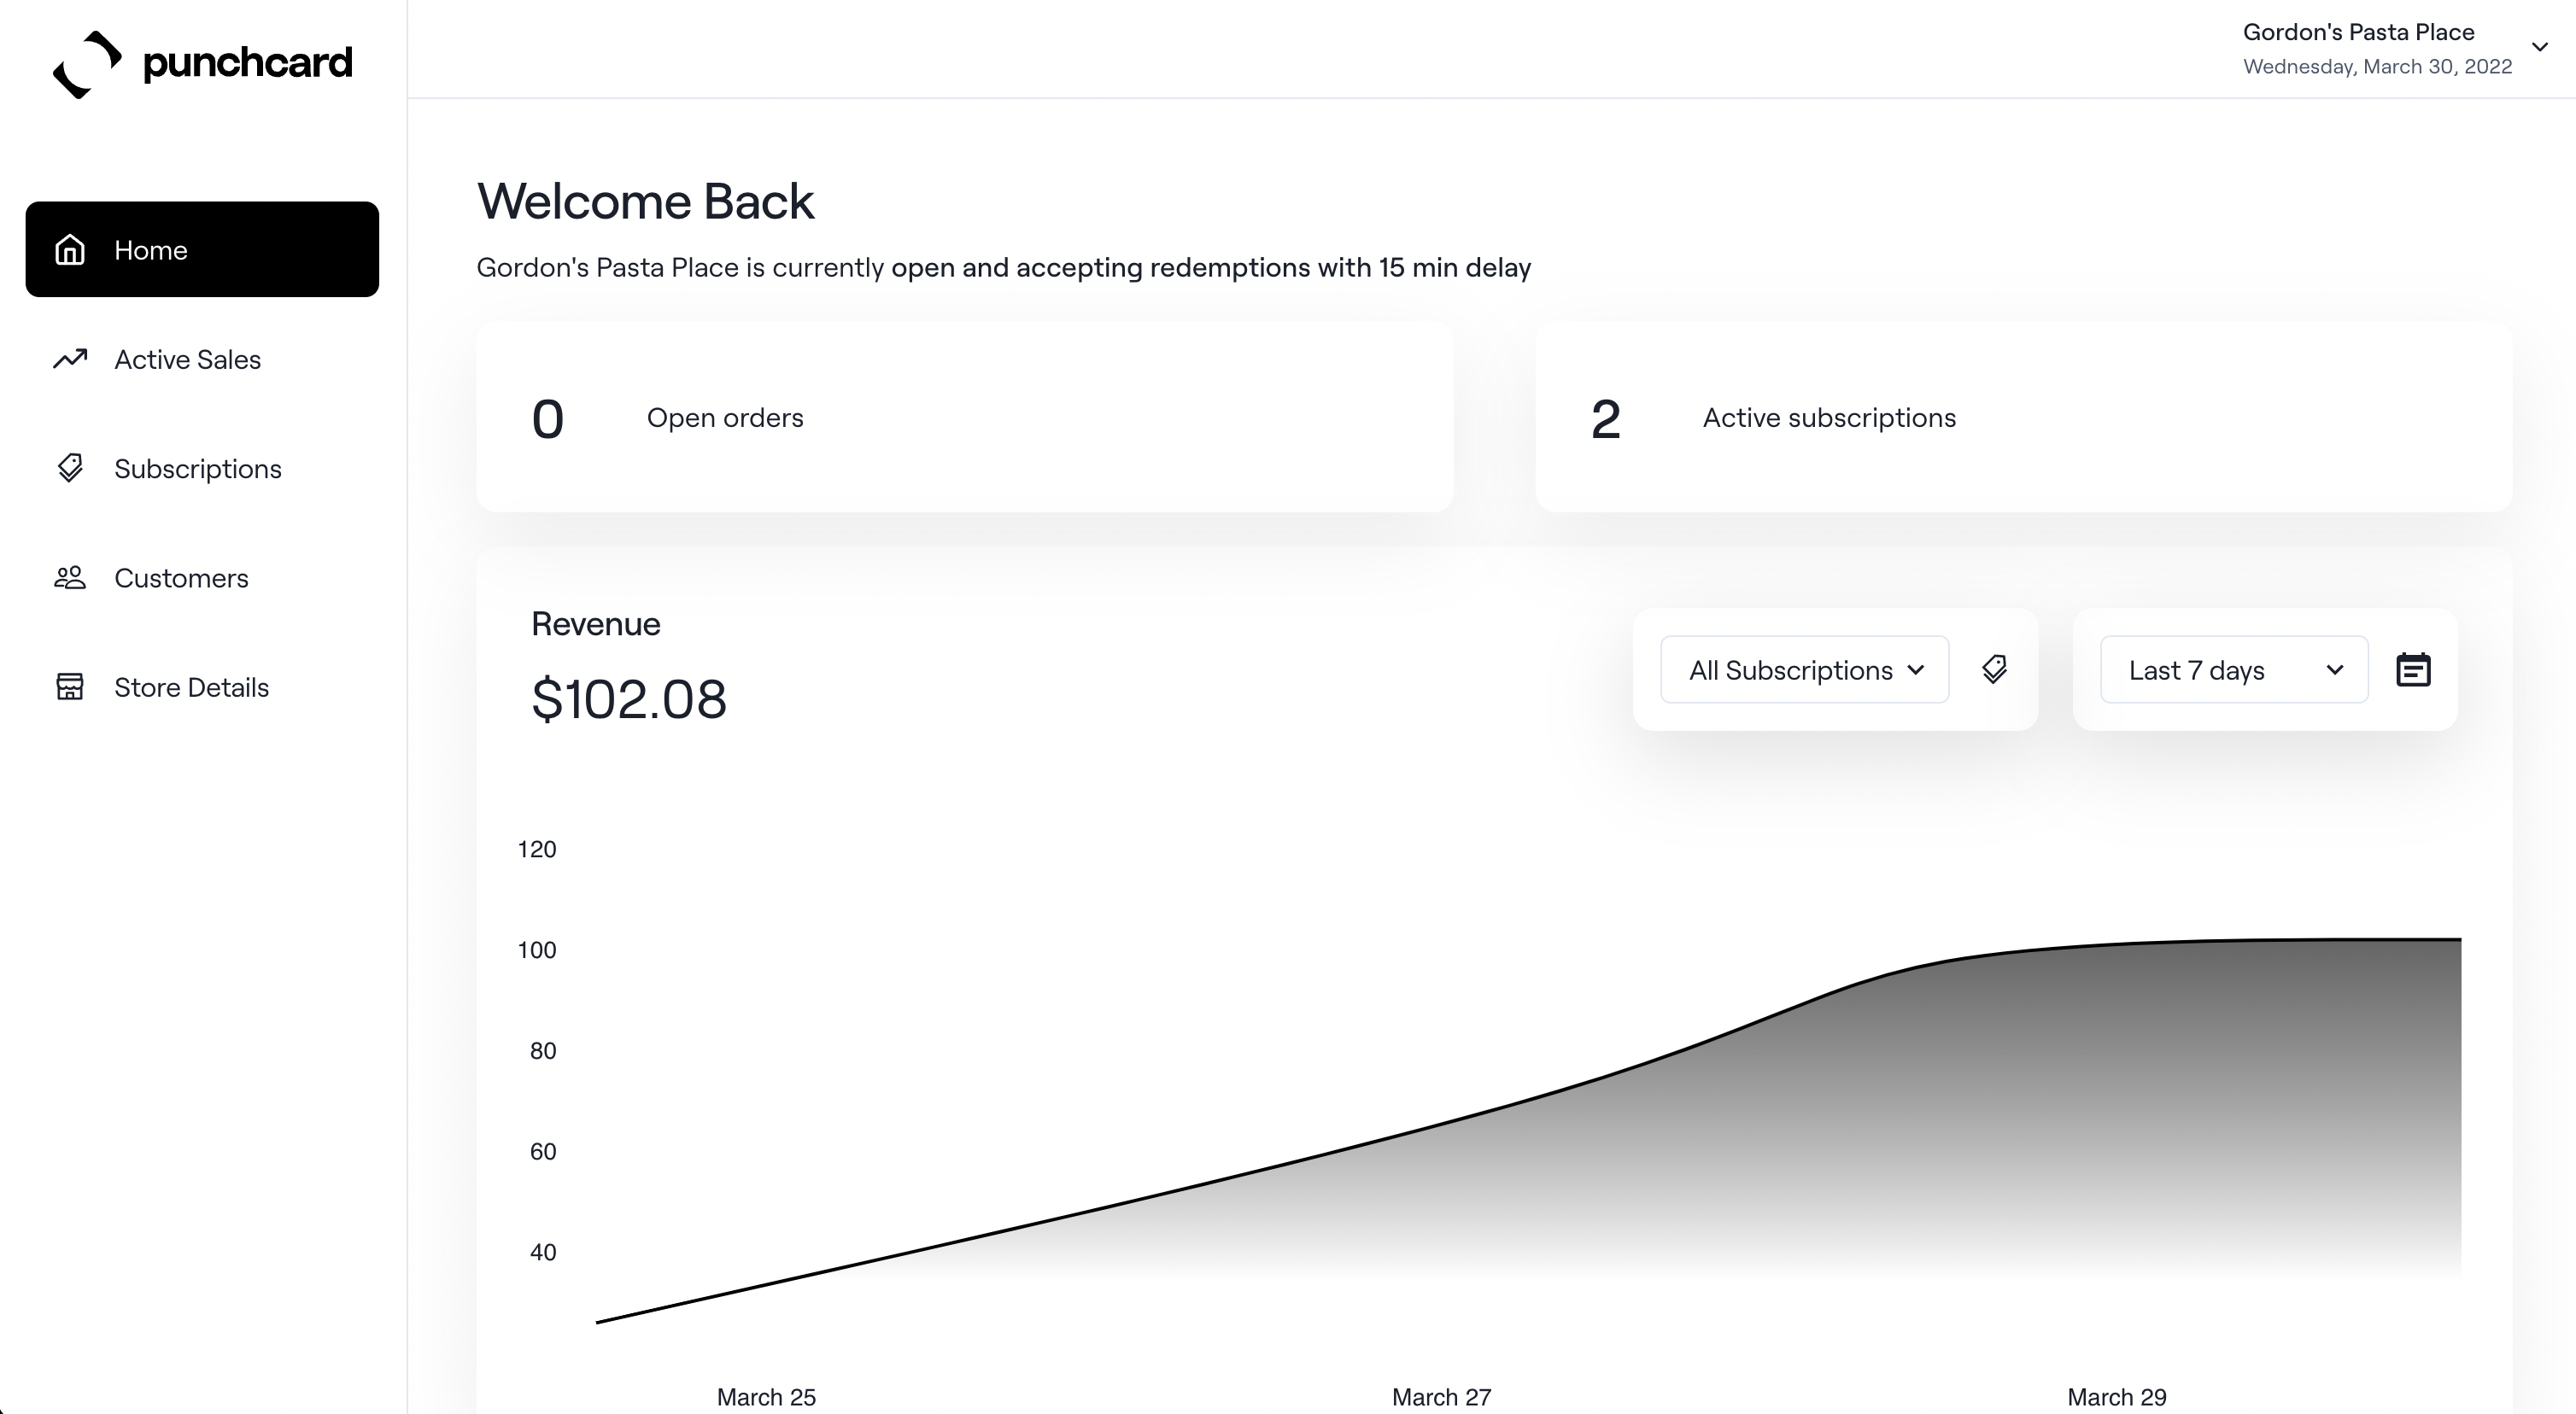 punchcard
Gordon's Pasta Place
Wednesday, March 30, 2022
Home
Active Sales
Subscriptions
Customers
Store Details
Welcome Back
Gordon's Pasta Place is currently open and accepting redemptions with 15 min delay
0 Open orders
2 Active subscriptions
Revenue
$102.08
All Subscriptions
Last 7 days
120
100
80
60
40
March 25 March 27 March 29